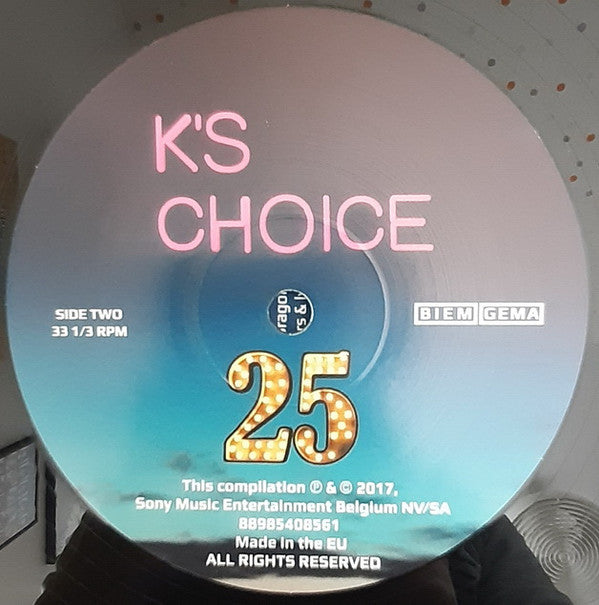 K'S
CHOICE
SIDE TWO
33 1/3 RPM
BIEM GEMA
25
This compilation ℗ & © 2017,
Sony Music Entertainment Belgium NV/SA
88985408561
Made in the EU
ALL RIGHTS RESERVED